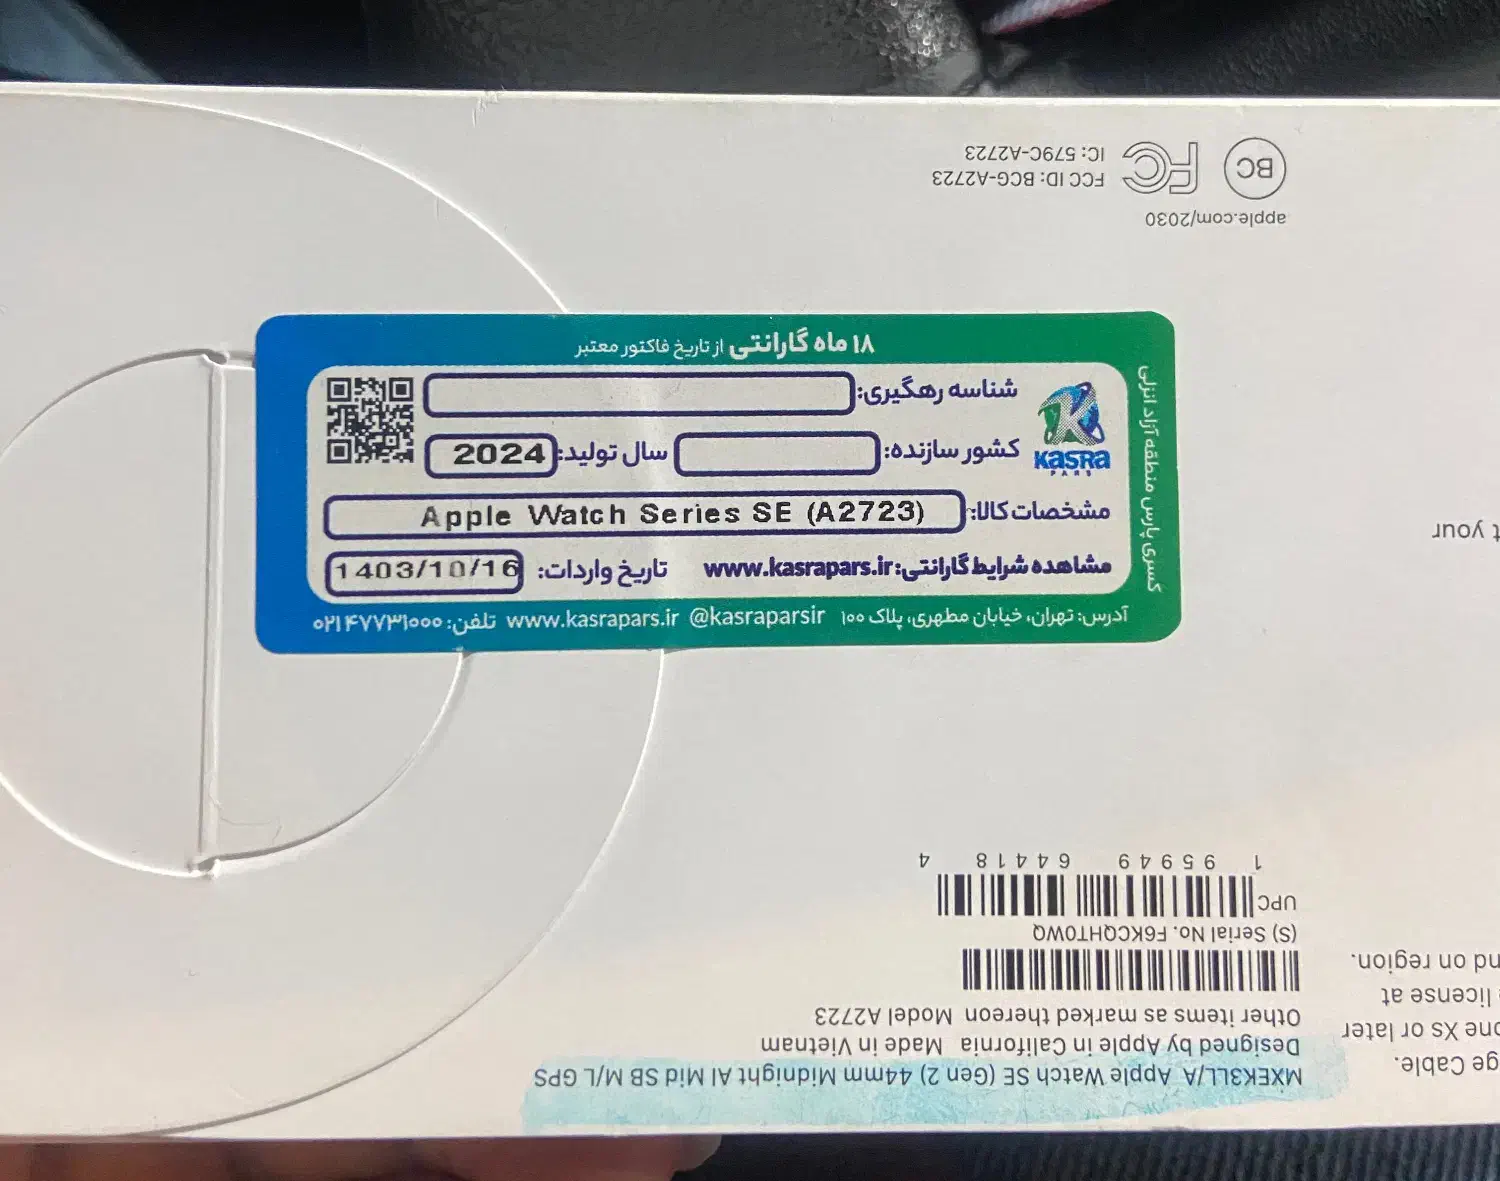 ۱۸ ماه گارانتی از تاریخ فاکتور معتبر
شناسه رهگیری:
کشور سازنده:
سال تولید: 2024
مشخصات کالا: Apple Watch Series SE (A2723)
مشاهده شرایط گارانتی: www.kasrapars.ir
تاریخ واردات: 1403/10/16
آدرس: تهران، خیابان مطهری، پلاک ۱۰۰ @kasraparsir www.kasrapars.ir تلفن: ۰۲۱۴۷۷۳۱۰۰۰
KASRA
PARS
کسری پارس منطقه آزاد انزلی
MXEK3LL/A Apple Watch SE (Gen 2) 44mm Midnight Al Mid SB M/L GPS
Designed by Apple in California Made in Vietnam
Other items as marked thereon Model A2723
(S) Serial No. F6KCQHT0WQ
UPC
1 95949 64418 4
ge Cable.
one Xs or later
license at
nd on region.
t your
apple.com/2030
BC
FC
FCC ID: BCG-A2723
IC: 579C-A2723